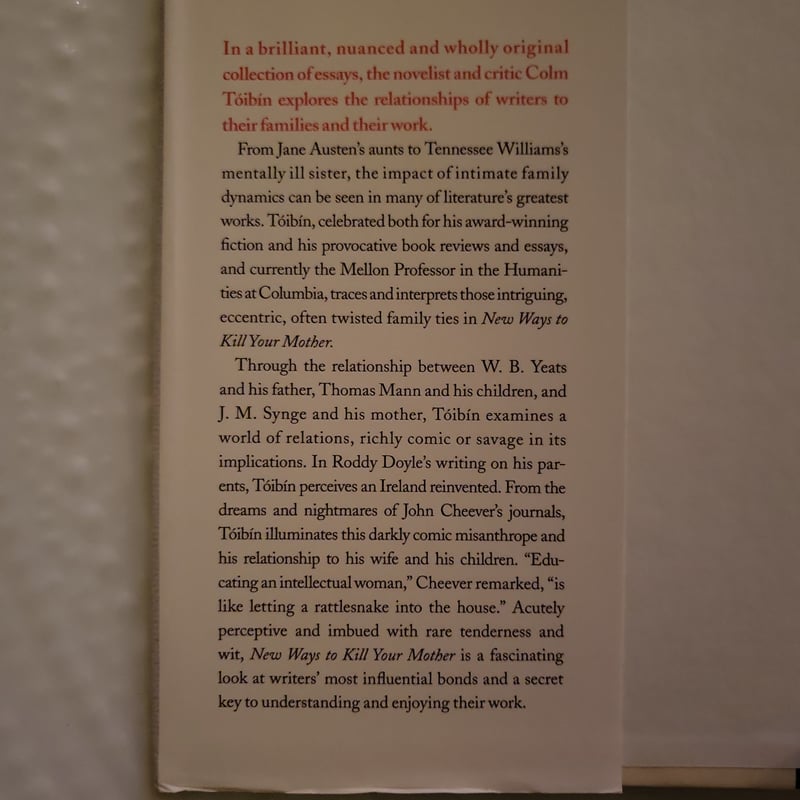 In a brilliant, nuanced and wholly original
collection of essays, the novelist and critic Colm
Tóibín explores the relationships of writers to
their families and their work.
From Jane Austen's aunts to Tennessee Williams's
mentally ill sister, the impact of intimate family
dynamics can be seen in many of literature's greatest
works. Tóibín, celebrated both for his award-winning
fiction and his provocative book reviews and essays,
and currently the Mellon Professor in the Humani-
ties at Columbia, traces and interprets those intriguing,
eccentric, often twisted family ties in New Ways to
Kill Your Mother.
Through the relationship between W. B. Yeats
and his father, Thomas Mann and his children, and
J. M. Synge and his mother, Tóibín examines a
world of relations, richly comic or savage in its
implications. In Roddy Doyle's writing on his par-
ents, Tóibín perceives an Ireland reinvented. From the
dreams and nightmares of John Cheever's journals,
Tóibín illuminates this darkly comic misanthrope and
his relationship to his wife and his children. “Edu-
cating an intellectual woman,” Cheever remarked, “is
like letting a rattlesnake into the house.” Acutely
perceptive and imbued with rare tenderness and
wit, New Ways to Kill Your Mother is a fascinating
look at writers' most influential bonds and a secret
key to understanding and enjoying their work.